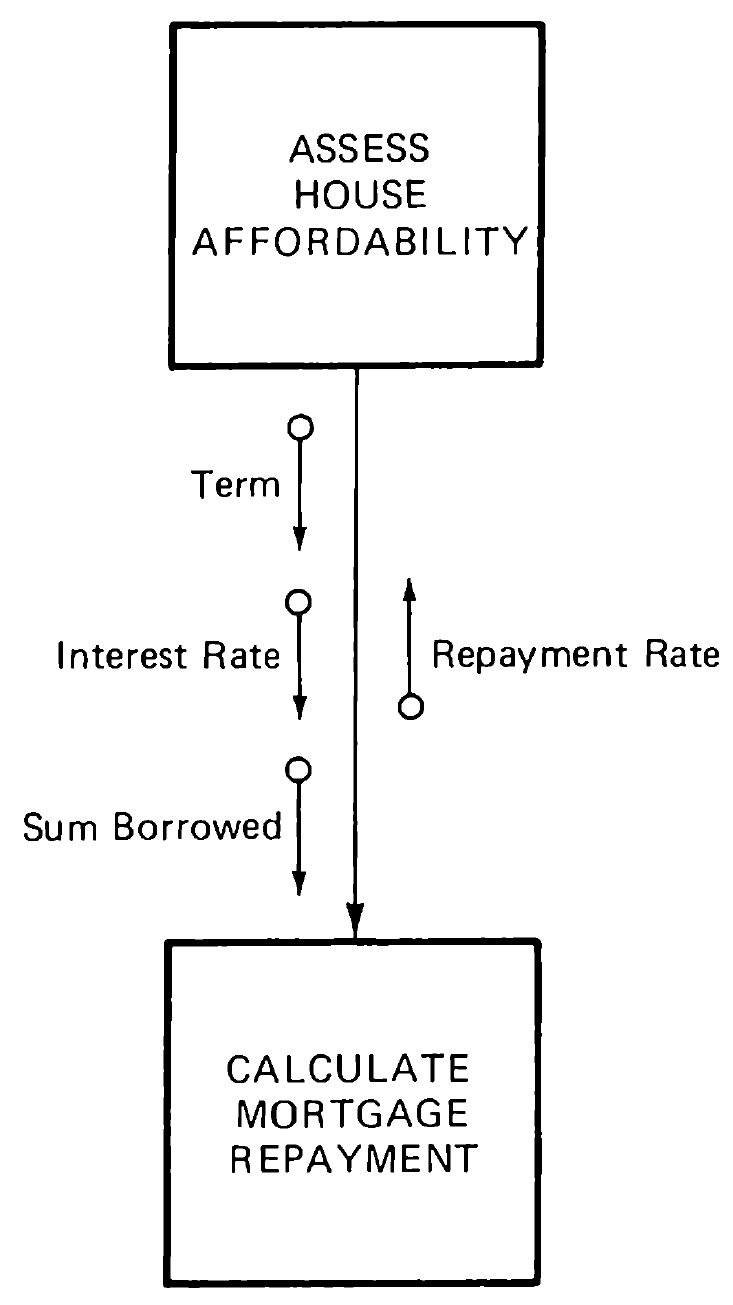 ASSESS
HOUSE
AFFORDABILITY
Term
Interest Rate
Repayment Rate
Sum Borrowed
CALCULATE
MORTGAGE
REPAYMENT